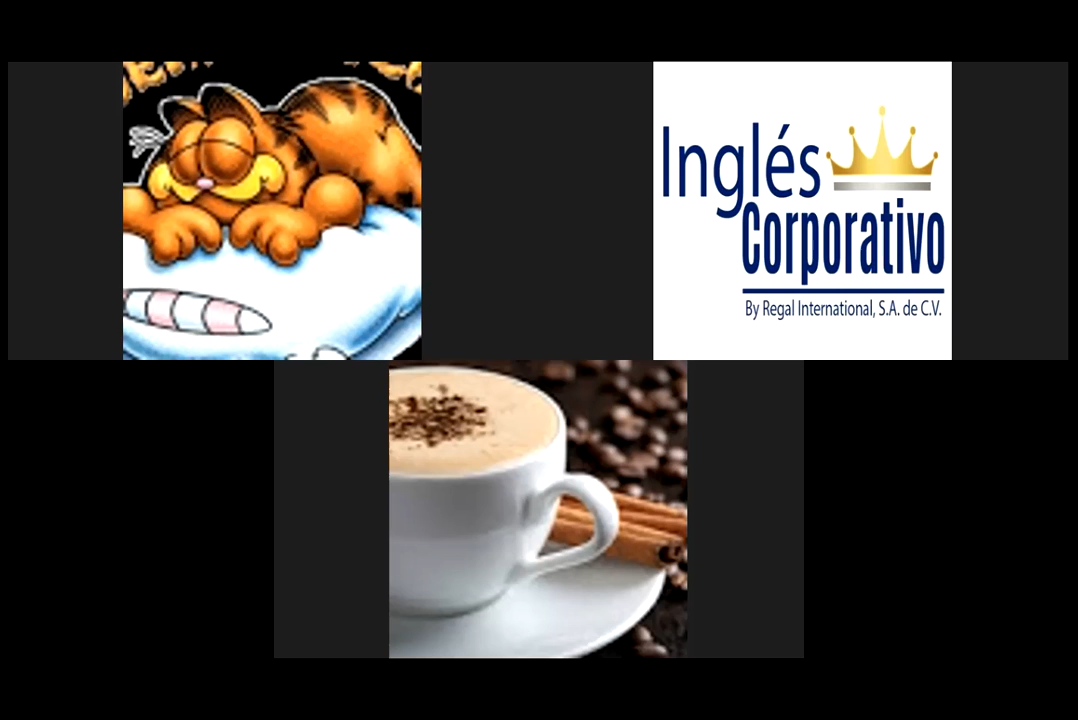 Inglés
Corporativo
By Regal International, S.A. de C.V.